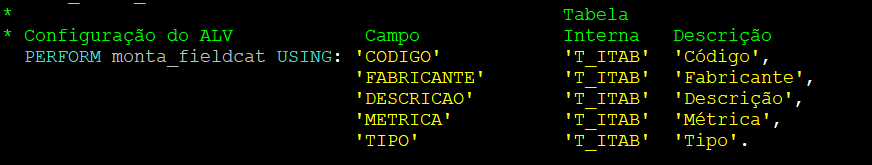 * Tabela
* Configuração do ALV Campo Interna Descrição
PERFORM monta_fieldcat USING: 'CODIGO' 'T_ITAB' 'Código',
'FABRICANTE' 'T_ITAB' 'Fabricante',
'DESCRICAO' 'T_ITAB' 'Descrição',
'METRICA' 'T_ITAB' 'Métrica',
'TIPO' 'T_ITAB' 'Tipo'.